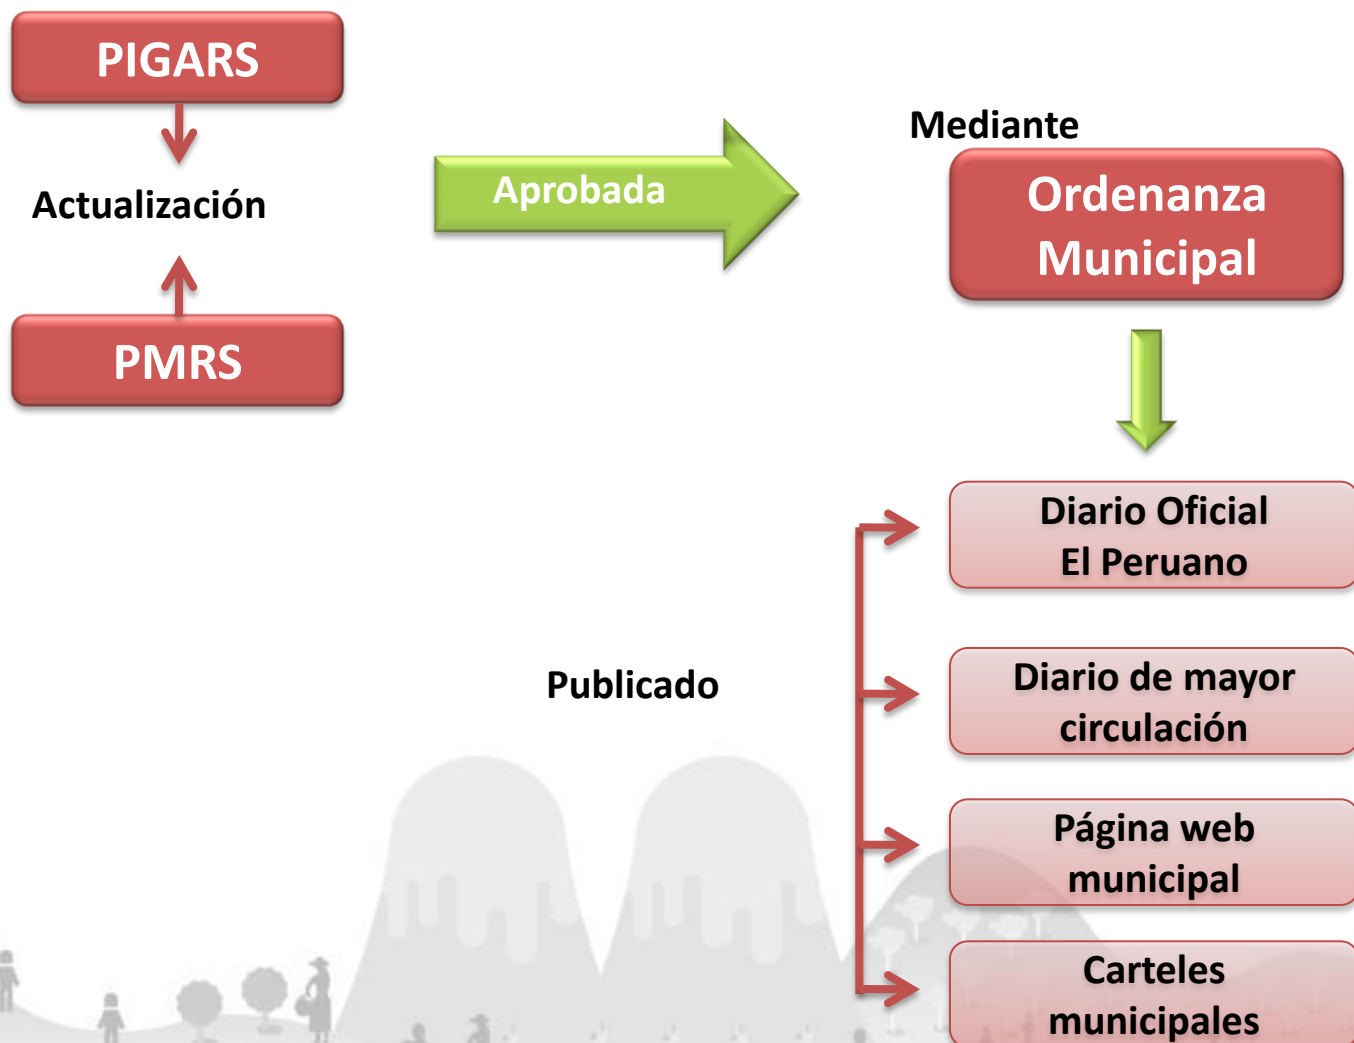 PIGARS
Actualización
PMRS
Aprobada
Mediante
Ordenanza
Municipal
Publicado
Diario Oficial
El Peruano
Diario de mayor
circulación
Página web
municipal
Carteles
municipales